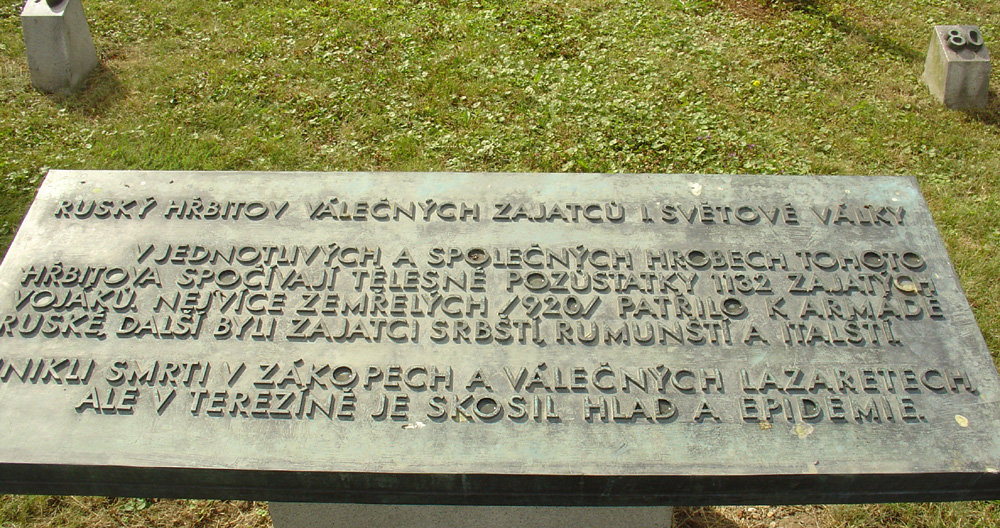 RUSKÝ HŘBITOV VÁLEČNÝCH ZAJATCŮ I. SVĚTOVÉ VÁLKY
V JEDNOTLIVÝCH A SPOLEČNÝCH HROBECH TOHOTO
HŘBITOVA SPOČÍVAJÍ TĚLESNÉ POZŮSTATKY 1182 ZAJATÝCH
VOJÁKŮ. NEJVÍCE ZEMŘELÝCH /920/ PATŘILO K ARMÁDĚ
RUSKÉ, DALŠÍ BYLI ZAJATCI SRBŠTÍ, RUMUNŠTÍ A ITALŠTÍ.
UNIKLI SMRTI V ZÁKOPECH A VÁLEČNÝCH LAZARETECH,
ALE V TEREZÍNĚ JE SKOSIL HLAD A EPIDEMIE.
80